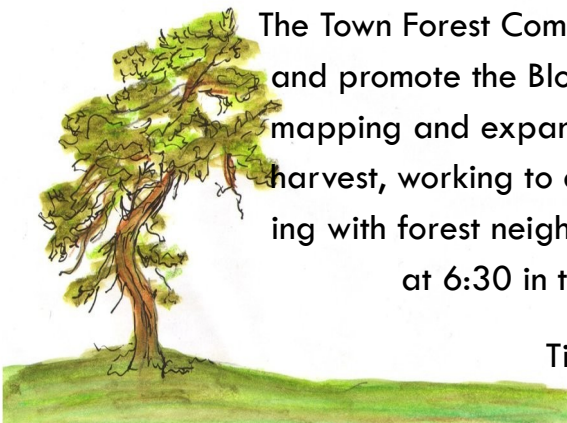 The Town Forest Com
and promote the Blo
mapping and expan
harvest, working to
ing with forest neigh
at 6:30 in t
Ti